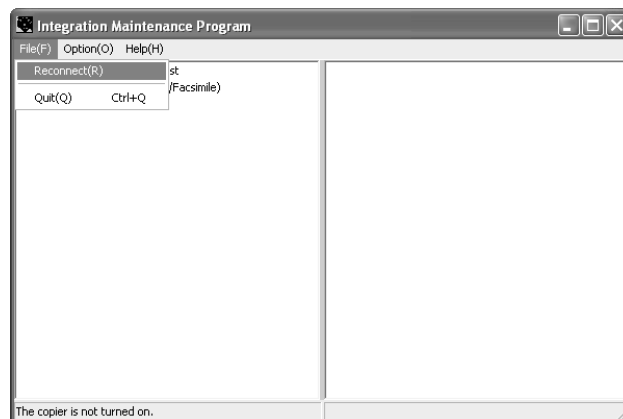 Integration Maintenance Program
File(F) Option(O) Help(H)
Reconnect(R)
st
/Facsimile)
Quit(Q) Ctrl+Q
The copier is not turned on.